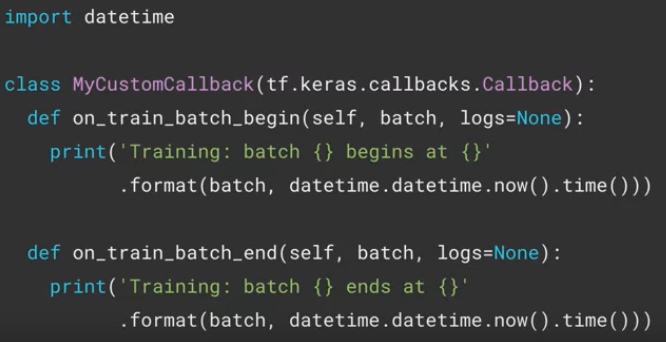 import datetime
class MyCustomCallback(tf.keras.callbacks.Callback):
  def on_train_batch_begin(self, batch, logs=None):
    print('Training: batch {} begins at {}'
          .format(batch, datetime.datetime.now().time()))
  def on_train_batch_end(self, batch, logs=None):
    print('Training: batch {} ends at {}'
          .format(batch, datetime.datetime.now().time()))